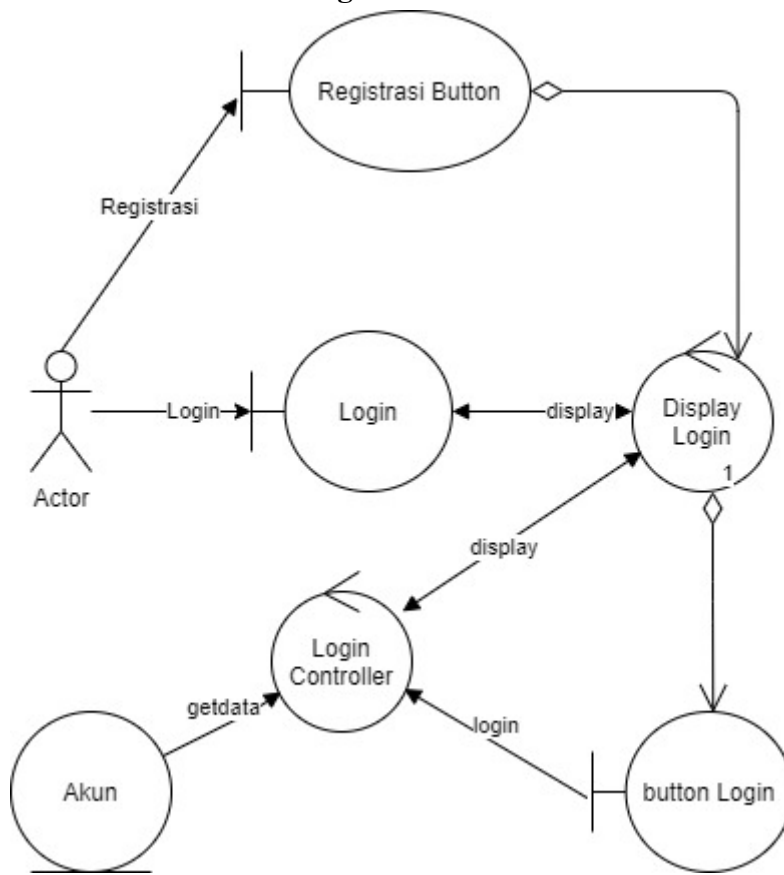 Registrasi Button
Registrasi
Login
Login
display
Display
Login
1
Actor
display
Login
Controller
getdata
login
Akun
button Login